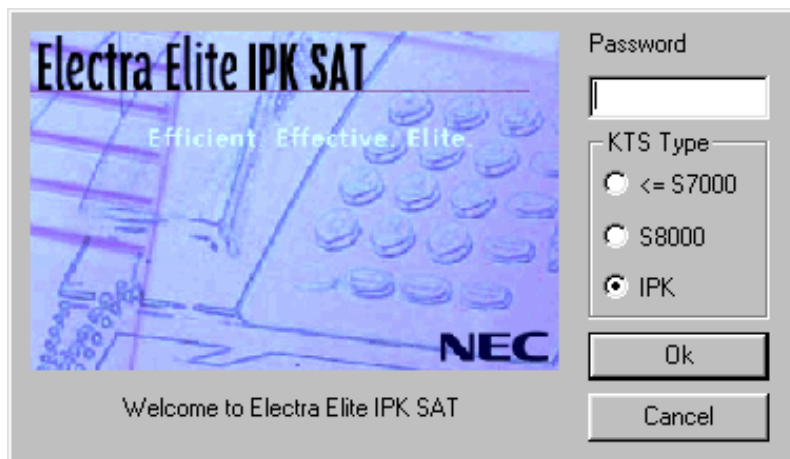 Electra Elite IPK SAT
Efficient. Effective. Elite.
NEC
Welcome to Electra Elite IPK SAT
Password
KTS Type
<= S7000
S8000
IPK
Ok
Cancel